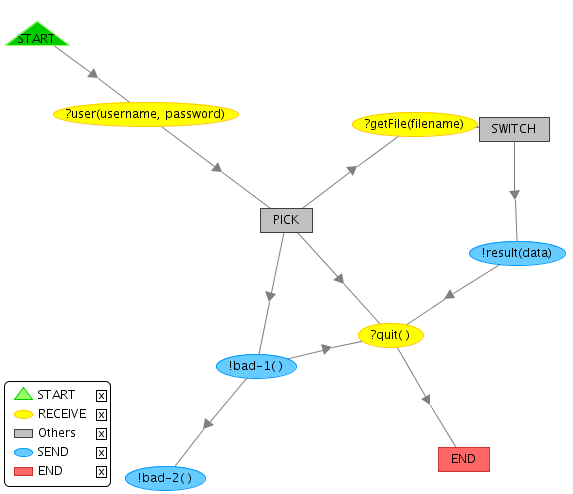 START
?user(username, password)
?getFile(filename)
SWITCH
PICK
!result(data)
?quit()
!bad-1()
!bad-2()
END
START x
RECEIVE x
Others x
SEND x
END x